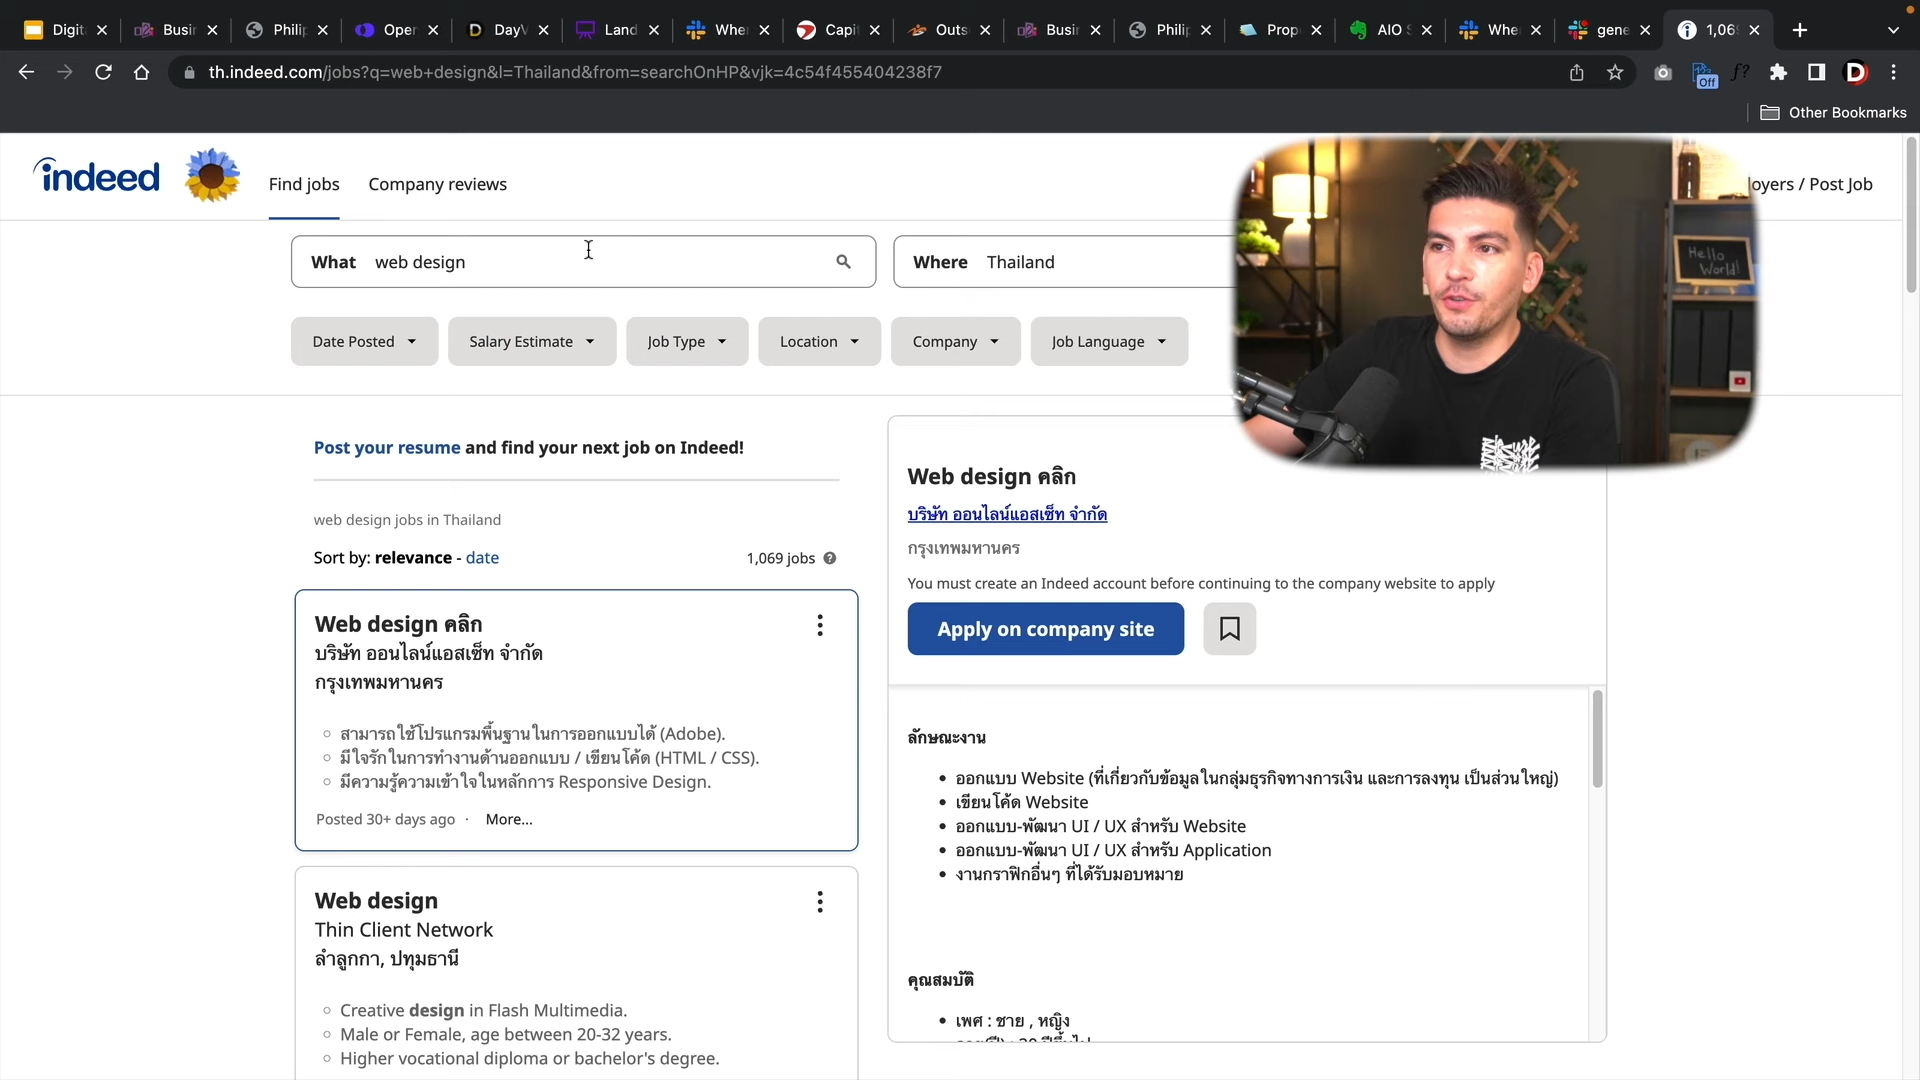 Digit
Busir
Philip
Oper
DayV
Land
Wher
Capit
Outs
Busir
Philip
Prop
AIO S
Wher
gene
1,069
th.indeed.com/jobs?q=web+design&l=Thailand&from=searchOnHP&vjk=4c54f455404238f7
f?
Off
D
Other Bookmarks
indeed
Find jobs
Company reviews
oyers / Post Job
What web design
Where Thailand
Hello
World!
Date Posted
Salary Estimate
Job Type
Location
Company
Job Language
Post your resume and find your next job on Indeed!
web design jobs in Thailand
Sort by: relevance - date
1,069 jobs
Web design คลิก
บริษัท ออนไลน์แอสเซ็ท จำกัด
กรุงเทพมหานคร
สามารถใช้โปรแกรมพื้นฐานในการออกแบบได้ (Adobe).
มีใจรักในการทำงานด้านออกแบบ / เขียนโค้ด (HTML / CSS).
มีความรู้ความเข้าใจในหลักการ Responsive Design.
Posted 30+ days ago · More...
Web design
Thin Client Network
ลำลูกกา, ปทุมธานี
Creative design in Flash Multimedia.
Male or Female, age between 20-32 years.
Higher vocational diploma or bachelor's degree.
Web design คลิก
บริษัท ออนไลน์แอสเซ็ท จำกัด
กรุงเทพมหานคร
You must create an Indeed account before continuing to the company website to apply
Apply on company site
ลักษณะงาน
ออกแบบ Website (ที่เกี่ยวกับข้อมูลในกลุ่มธุรกิจทางการเงิน และการลงทุน เป็นส่วนใหญ่)
เขียนโค้ด Website
ออกแบบ-พัฒนา UI / UX สำหรับ Website
ออกแบบ-พัฒนา UI / UX สำหรับ Application
งานกราฟิกอื่นๆ ที่ได้รับมอบหมาย
คุณสมบัติ
เพศ : ชาย , หญิง